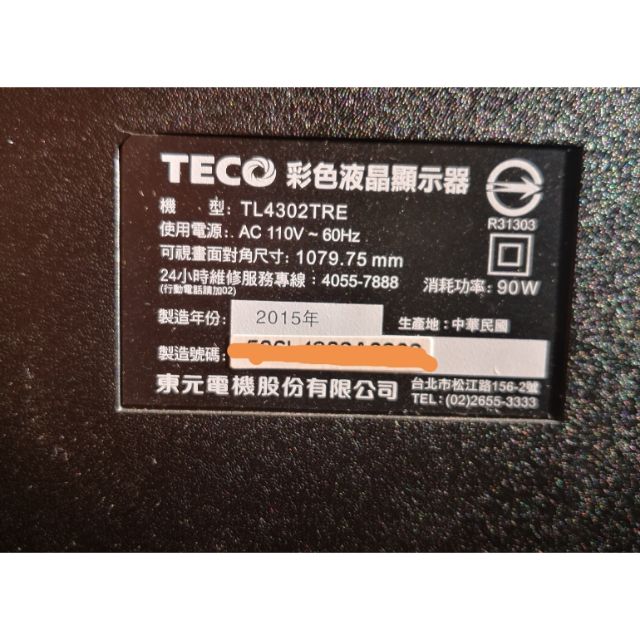 TECO 彩色液晶顯示器
R31303
機 型: TL4302TRE
使用電源: AC 110V ~ 60Hz
可視畫面對角尺寸: 1079.75 mm
24小時維修服務專線: 4055-7888
(行動電話請加02)
消耗功率: 90W
製造年份: 2015年
生產地: 中華民國
製造號碼:
東元電機股份有限公司
台北市松江路156-2號
TEL: (02)2655-3333